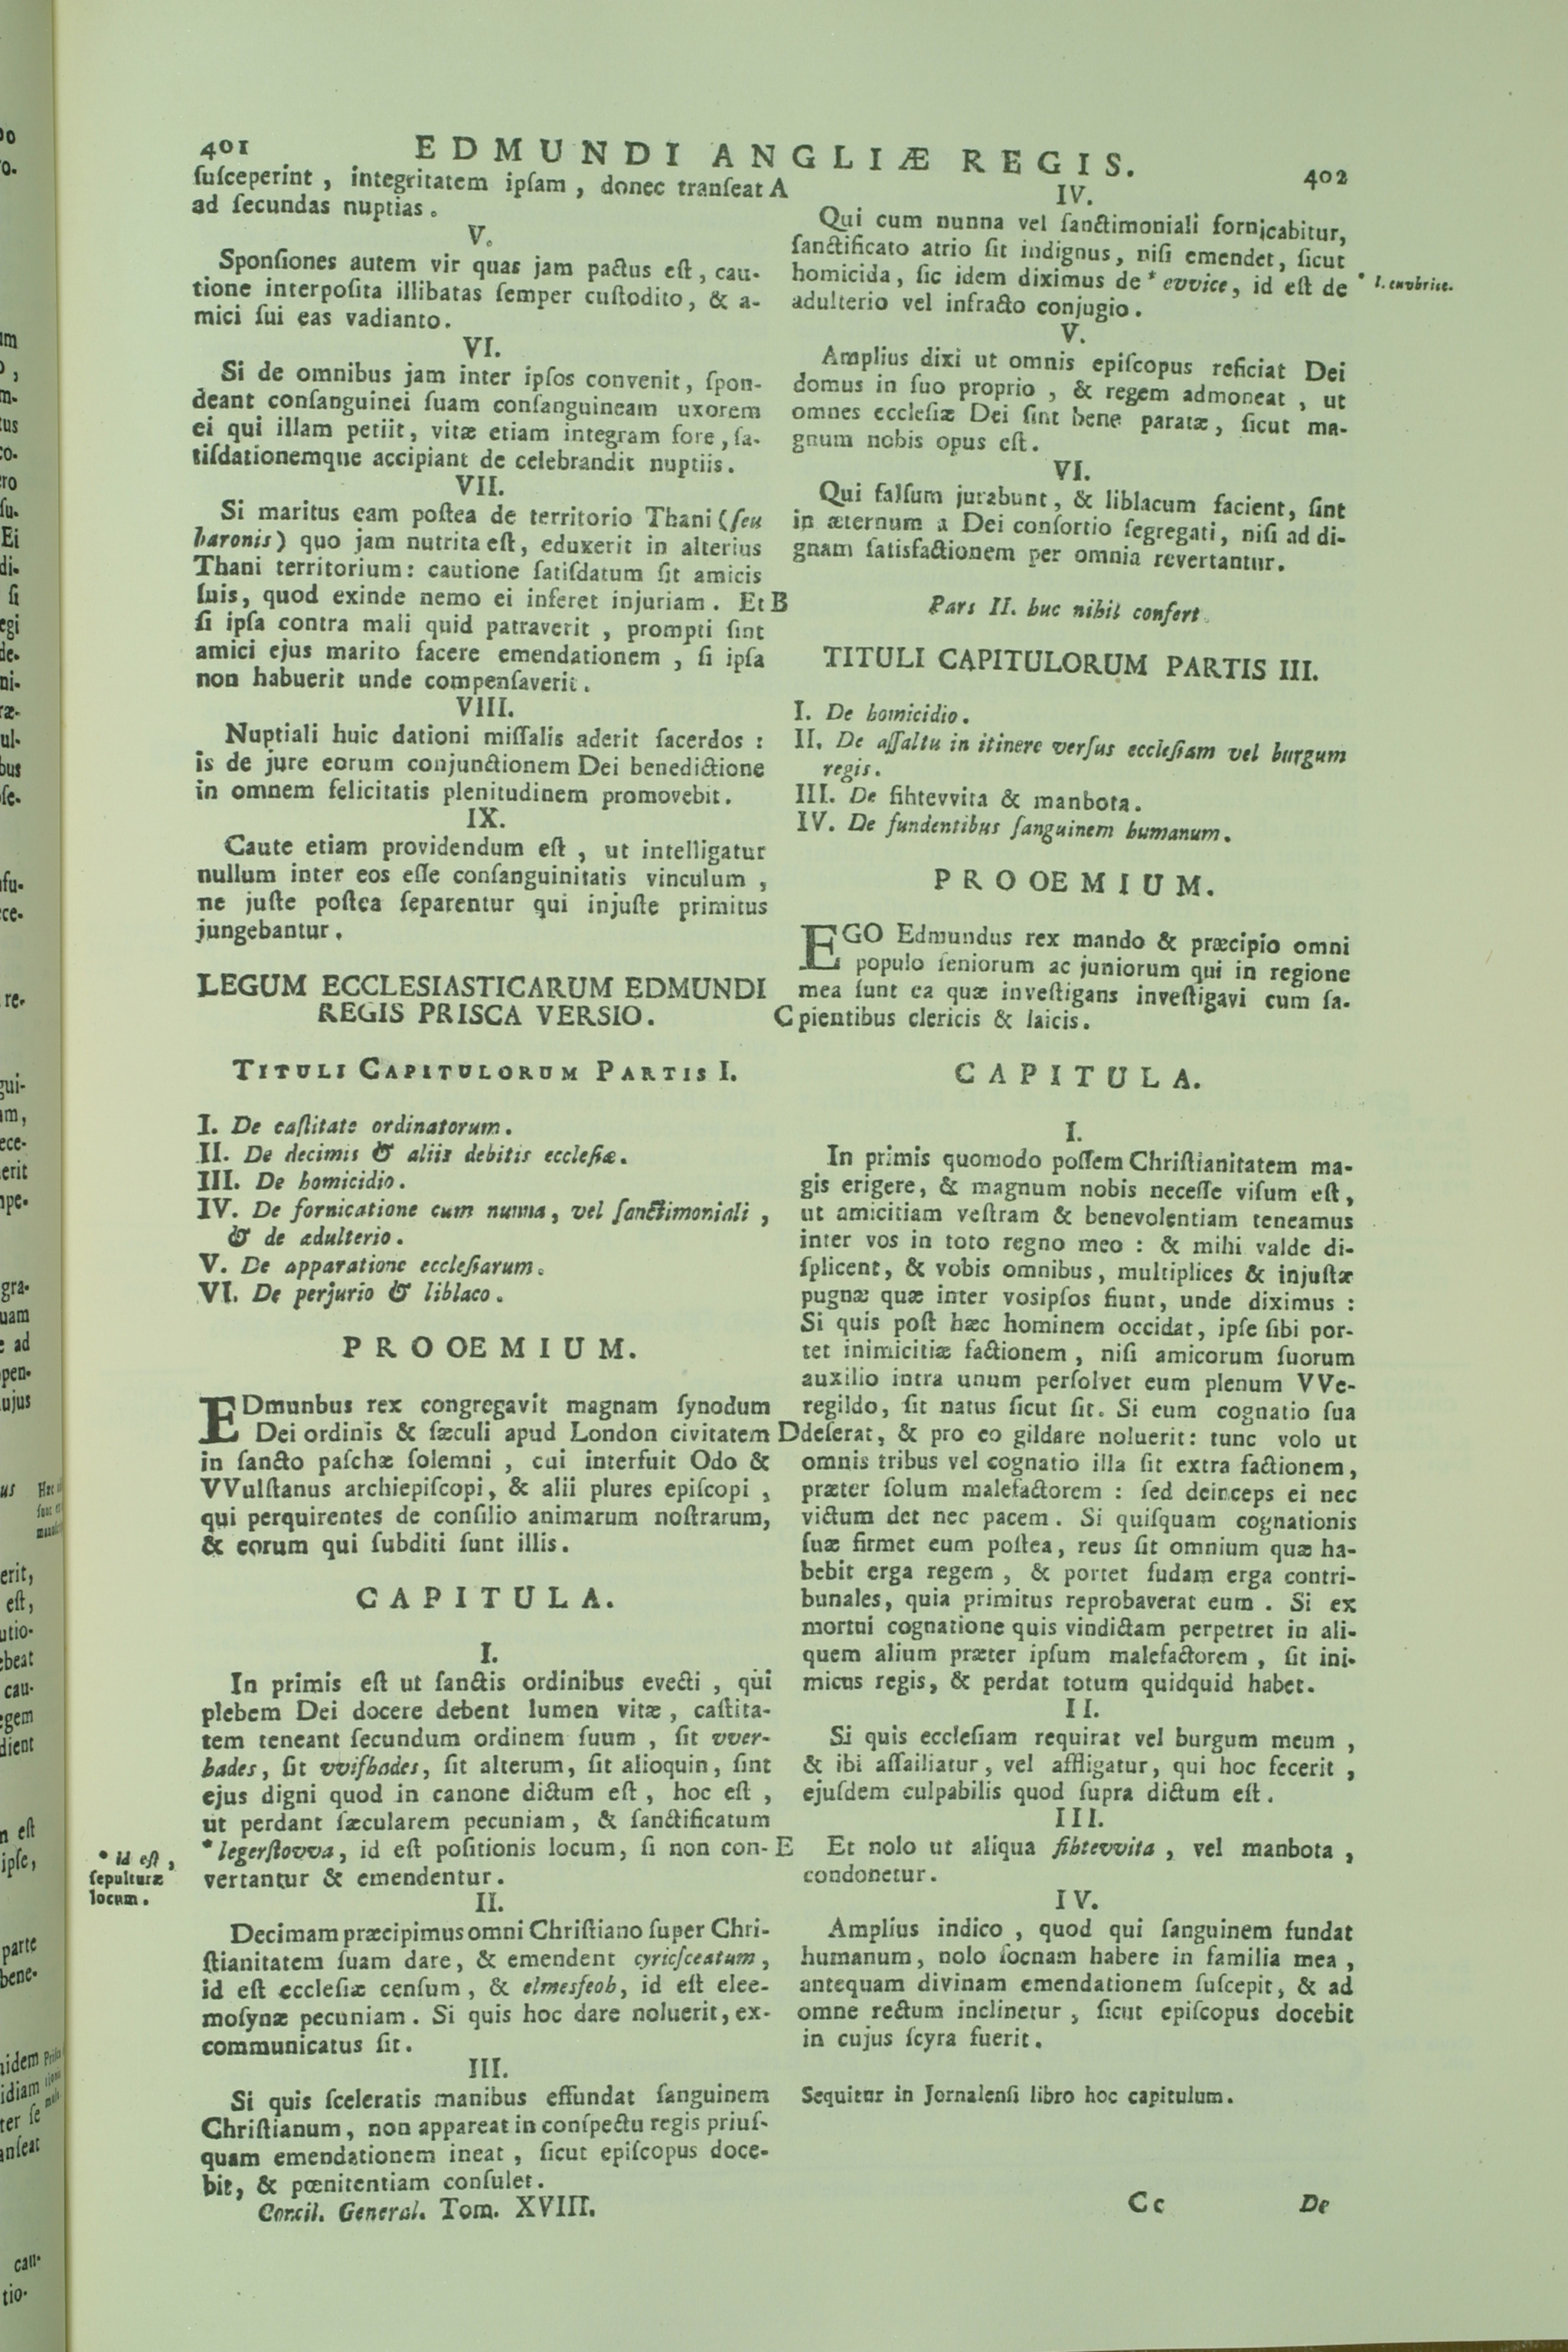 401
EDMUNDI ANGLIÆ REGIS.
402
ſuſceperint, integritatem ipſam, donec tranſeat A
ad ſecundas nuptias.
V.
Sponſiones autem vir quas jam pactus eſt, cau-
tione interpoſita illibatas ſemper cuſtodito, & a-
mici ſui eas vadianto.
VI.
Si de omnibus jam inter ipſos convenit, ſpon-
deant conſanguinei ſuam conſanguineam uxorem
ei qui illam petiit, vitæ etiam integram fore, ſa-
tiſdationemque accipiant de celebrandit nuptiis.
VII.
Si maritus eam poſtea de territorio Thani (ſeu
baronis) quo jam nutrita eſt, eduxerit in alterius
Thani territorium: cautione ſatiſdatum ſit amicis
ſuis, quod exinde nemo ei inferet injuriam. Et B
ſi ipſa contra mali quid patraverit, prompti ſint
amici ejus marito facere emendationem, ſi ipſa
non habuerit unde compenſaverit.
VIII.
Nuptiali huic dationi miſſalis aderit ſacerdos:
is de jure eorum conjunctionem Dei benedictione
in omnem felicitatis plenitudinem promovebit.
IX.
Caute etiam providendum eſt, ut intelligatur
nullum inter eos eſſe conſanguinitatis vinculum,
ne juſte poſtea ſeparentur qui injuſte primitus
jungebantur.
LEGUM ECCLESIASTICARUM EDMUNDI
REGIS PRISCA VERSIO.
TITULI CAPITULORUM PARTIS I.
I. De caſtitate ordinatorum.
II. De decimis & aliis debitis eccleſiæ.
III. De homicidio.
IV. De fornicatione cum nunna, vel ſanctimoniali,
& de adulterio.
V. De apparatione eccleſiarum.
VI. De perjurio & liblaco.
PROOEMIUM.
EDmunbus rex congregavit magnam ſynodum
Dei ordinis & ſæculi apud London civitatem D
in ſancto paſchæ ſolemni, cui interfuit Odo &
VVulſtanus archiepiſcopi, & alii plures epiſcopi,
qui perquirentes de conſilio animarum noſtrarum,
& eorum qui ſubditi ſunt illis.
CAPITULA.
I.
In primis eſt ut ſanctis ordinibus evecti, qui
plebem Dei docere debent lumen vitæ, caſtita-
tem teneant ſecundum ordinem ſuum, ſit vver-
bades, ſit vvifhades, ſit alterum, ſit alioquin, ſint
ejus digni quod in canone dictum eſt, hoc eſt,
ut perdant ſæcularem pecuniam, & ſanctificatum
* legerſtovva, id eſt poſitionis locum, ſi non con- E
vertantur & emendentur.
* id eſt,
ſepulturæ
locum.
II.
Decimam præcipimus omni Chriſtiano ſuper Chri-
ſtianitatem ſuam dare, & emendent cyricſceatum,
id eſt eccleſiæ cenſum, & elmesfeoh, id eſt elee-
moſynæ pecuniam. Si quis hoc dare noluerit, ex-
communicatus ſit.
III.
Si quis ſceleratis manibus effundat ſanguinem
Chriſtianum, non appareat in conſpectu regis priuſ-
quam emendationem ineat, ſicut epiſcopus doce-
bit, & pœnitentiam conſulet.
Concil. General. Tom. XVIII.
IV.
Qui cum nunna vel ſanctimoniali fornicabitur,
ſanctificato atrio ſit indignus, niſi emendet, ſicut
homicida, ſic idem diximus de * evvice, id eſt de
adulterio vel infracto conjugio.
V.
Amplius dixi ut omnis epiſcopus reficiat Dei
domus in ſuo proprio, & regem admoneat, ut
omnes eccleſiæ Dei ſint bene paratæ, ſicut ma-
gnum nobis opus eſt.
VI.
Qui falſum jurabunt, & liblacum facient, ſint
in æternum a Dei conſortio ſegregati, niſi ad di-
gnam ſatisfactionem per omnia revertantur.
Pars II. huc nihil confert.
TITULI CAPITULORUM PARTIS III.
I. De homicidio.
II. De aſſaltu in itinere verſus eccleſiam vel burgum
regis.
III. De fihtevvita & manbota.
IV. De fundentibus ſanguinem humanum.
PROOEMIUM.
EGO Edmundus rex mando & præcipio omni
populo ſeniorum ac juniorum qui in regione
mea ſunt ea quæ inveſtigans inveſtigavi cum ſa-
C pientibus clericis & laicis.
CAPITULA.
I.
In primis quomodo poſſem Chriſtianitatem ma-
gis erigere, & magnum nobis neceſſe viſum eſt,
ut amicitiam veſtram & benevolentiam teneamus
inter vos in toto regno meo: & mihi valde di-
ſplicent, & vobis omnibus, multiplices & injuſtæ
pugnæ quæ inter vosipſos fiunt, unde diximus:
Si quis poſt hæc hominem occidat, ipſe ſibi por-
tet inimicitiæ factionem, niſi amicorum ſuorum
auxilio intra unum perſolvet eum plenum VVe-
regildo, ſit natus ſicut ſit. Si eum cognatio ſua
deſerat, & pro eo gildare noluerit: tunc volo ut
omnis tribus vel cognatio illa ſit extra factionem,
præter ſolum malefactorem: ſed deinceps ei nec
victum det nec pacem. Si quiſquam cognationis
ſuæ firmet eum poſtea, reus ſit omnium quæ ha-
bebit erga regem, & portet fudam erga contri-
bunales, quia primitus reprobaverat eum. Si ex
mortui cognatione quis vindictam perpetret in ali-
quem alium præter ipſum malefactorem, ſit ini-
micus regis, & perdat totum quidquid habet.
II.
Si quis eccleſiam requirat vel burgum meum,
& ibi aſſailiatur, vel affligatur, qui hoc fecerit,
ejuſdem culpabilis quod ſupra dictum eſt.
III.
Et nolo ut aliqua fihtevvita, vel manbota,
condonetur.
IV.
Amplius indico, quod qui ſanguinem fundat
humanum, nolo ſocnam habere in familia mea,
antequam divinam emendationem ſuſcepit, & ad
omne rectum inclinetur, ſicut epiſcopus docebit
in cujus ſcyra fuerit.
Sequitur in Jornalenſi libro hoc capitulum.
Cc
De